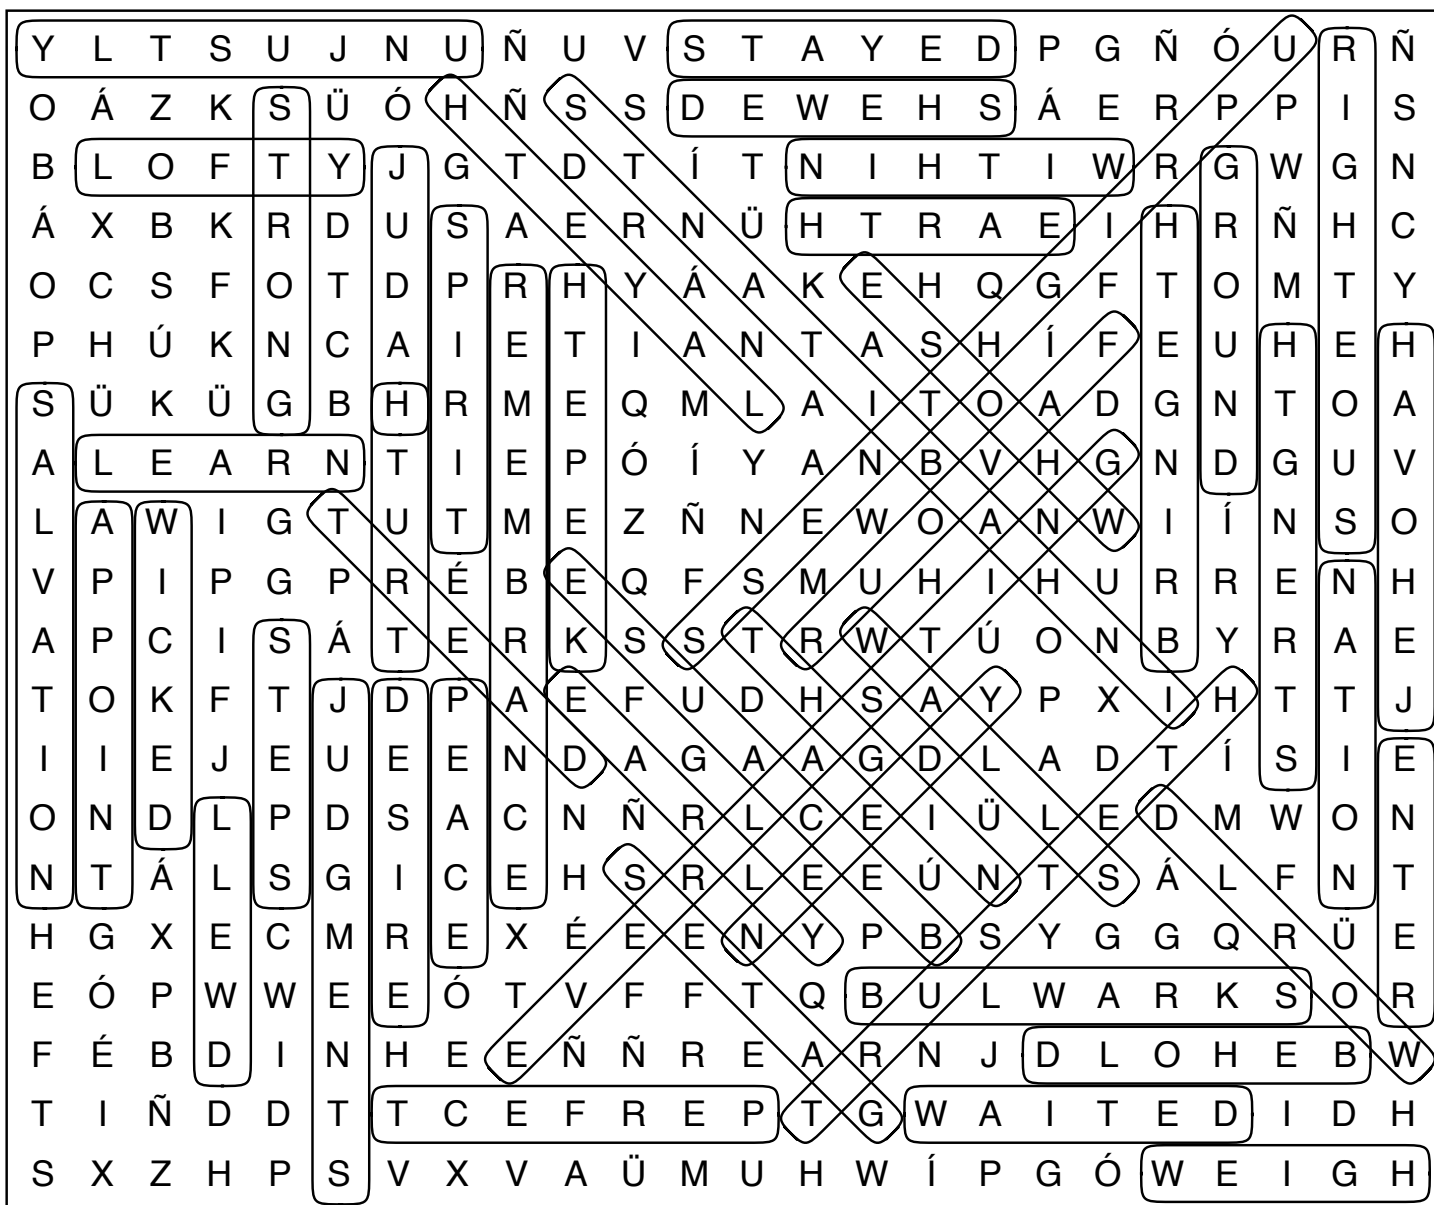 Y L T S U J N U Ñ U V S T A Y E D P G Ñ Ó U R Ñ
O Á Z K S Ü Ó H Ñ S S D E W E H S Á E R P P I S
B L O F T Y J G T D T Í T N I H T I W R G W G N
Á X B K R D U S A E R N Ü H T R A E I H R Ñ H C
O C S F O T D P R H Y Á A K E H Q G F T O M T Y
P H Ú K N C A I E T I A N T A S H Í F E U H E H
S Ü K Ü G B H R M E Q M L A I T O A D G N T O A
A L E A R N T I E P Ó Í Y A N B V H G N D G U V
L A W I G T U T M E Z Ñ N E W O A N W I Í N S O
V P I P G P R É B E Q F S M U H I H U R R E N H
A P C I S Á T E R K S S T R W T Ú O N B Y R A E
T O K F T J D P A E F U D H S A Y P X I H T T J
I I E J E U E E N D A G A A G D L A D T Í S I E
O N D L P D S A C N Ñ R L C E I Ü L E D M W O N
N T Á L S G I C E H S R L E E Ú N T S Á L F N T
H G X E C M R E X É E E N Y P B S Y G G Q R Ü E
E Ó P W W E E Ó T V F F T Q B U L W A R K S O R
F É B D I N H E E Ñ Ñ R E A R N J D L O H E B W
T I Ñ D D T T C E F R E P T G W A I T E D I D H
S X Z H P S V X V A Ü M U H W Í P G Ó W E I G H